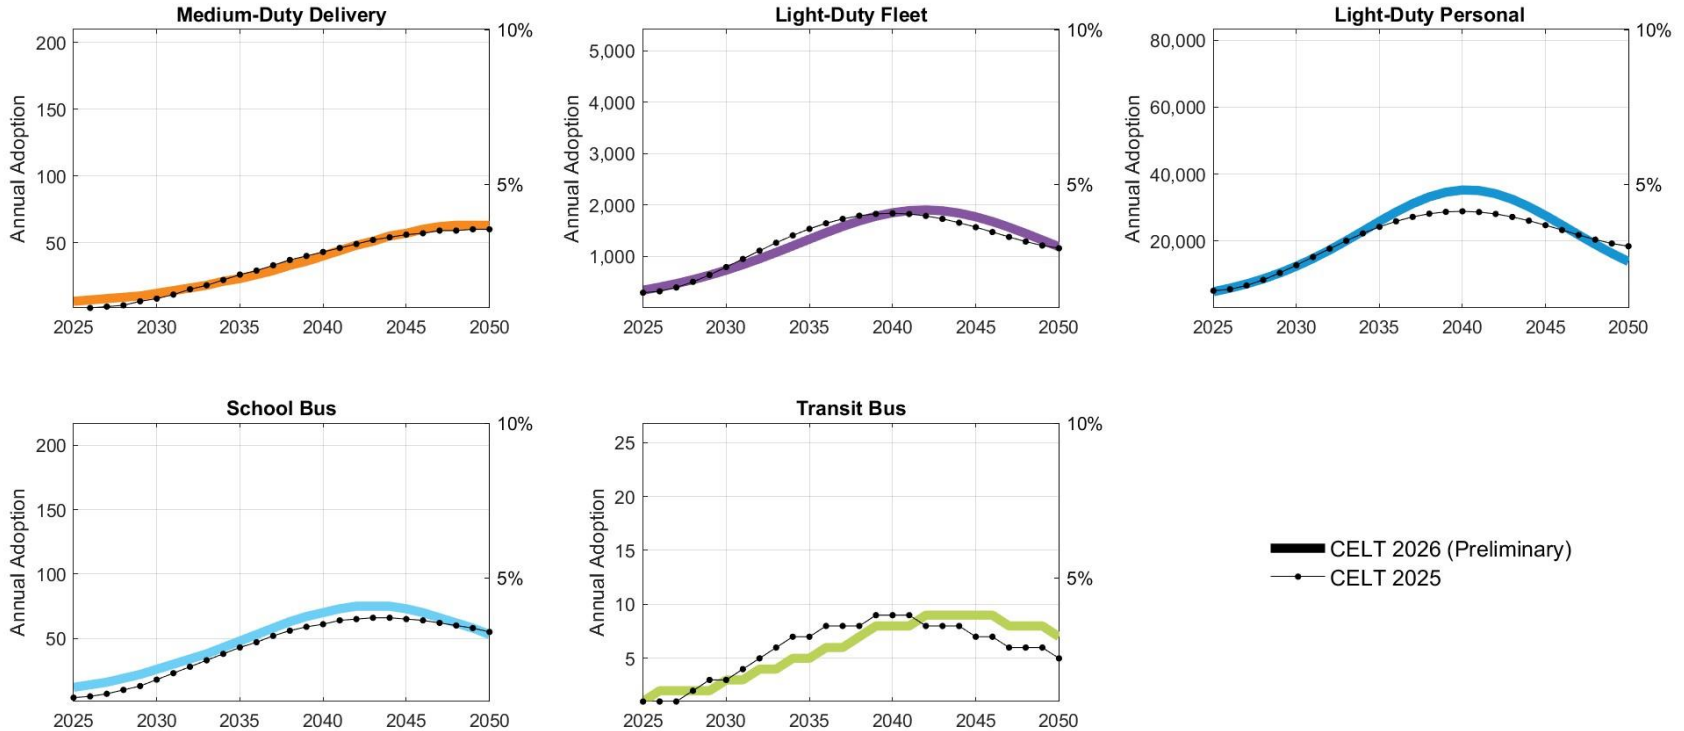 Medium-Duty Delivery
Annual Adoption
200
150
100
50
10%
5%
2025 2030 2035 2040 2045 2050
Light-Duty Fleet
Annual Adoption
5,000
4,000
3,000
2,000
1,000
10%
5%
2025 2030 2035 2040 2045 2050
Light-Duty Personal
Annual Adoption
80,000
60,000
40,000
20,000
10%
5%
2025 2030 2035 2040 2045 2050
School Bus
Annual Adoption
200
150
100
50
10%
5%
2025 2030 2035 2040 2045 2050
Transit Bus
Annual Adoption
25
20
15
10
5
10%
5%
2025 2030 2035 2040 2045 2050
CELT 2026 (Preliminary)
CELT 2025